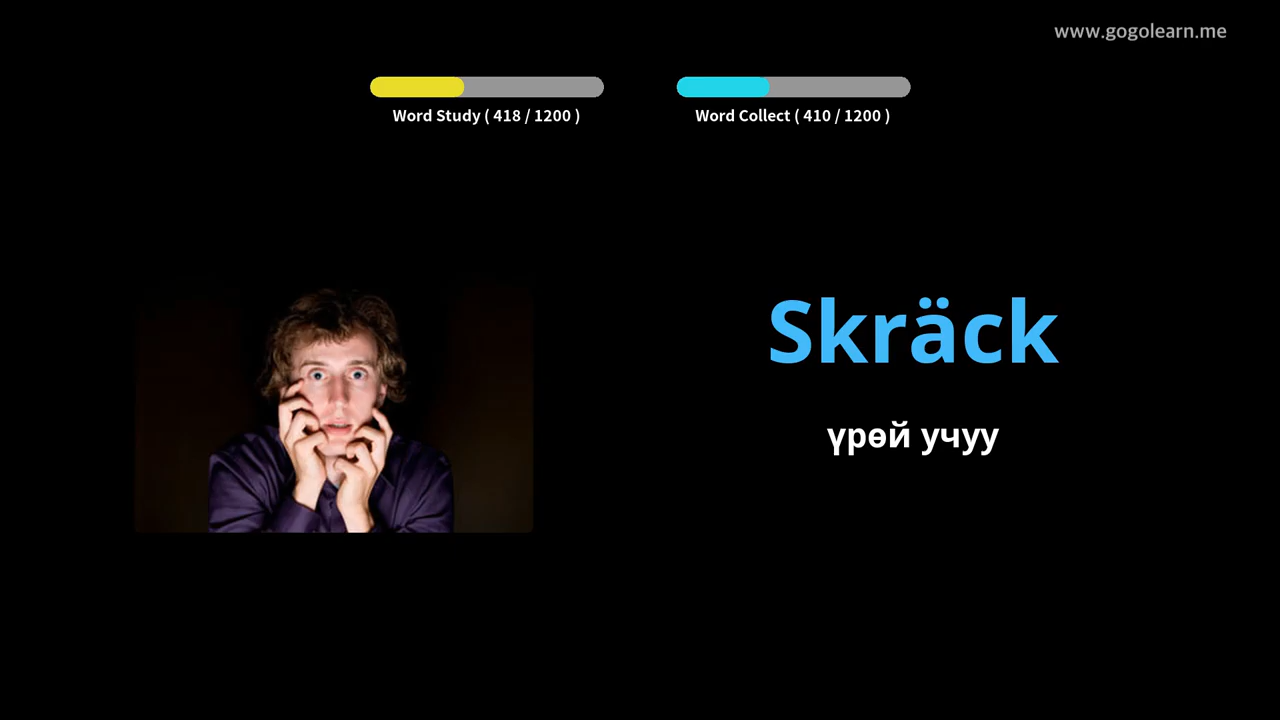 www.gogolearn.me
Word Study ( 418 / 1200 )
Word Collect ( 410 / 1200 )
Skräck
үрөй учуу